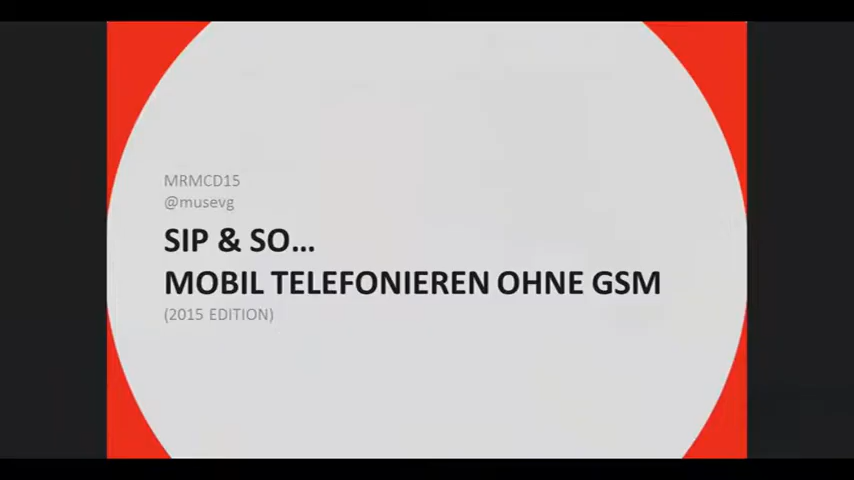 MRMCD15
@musevg
SIP & SO...
MOBIL TELEFONIEREN OHNE GSM
(2015 EDITION)